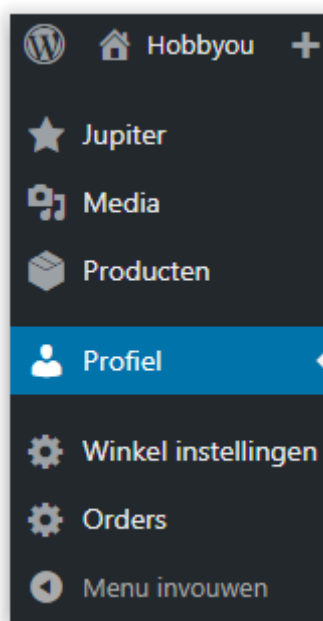 Hobbyou
Jupiter
Media
Producten
Profiel
Winkel instellingen
Orders
Menu invouwen